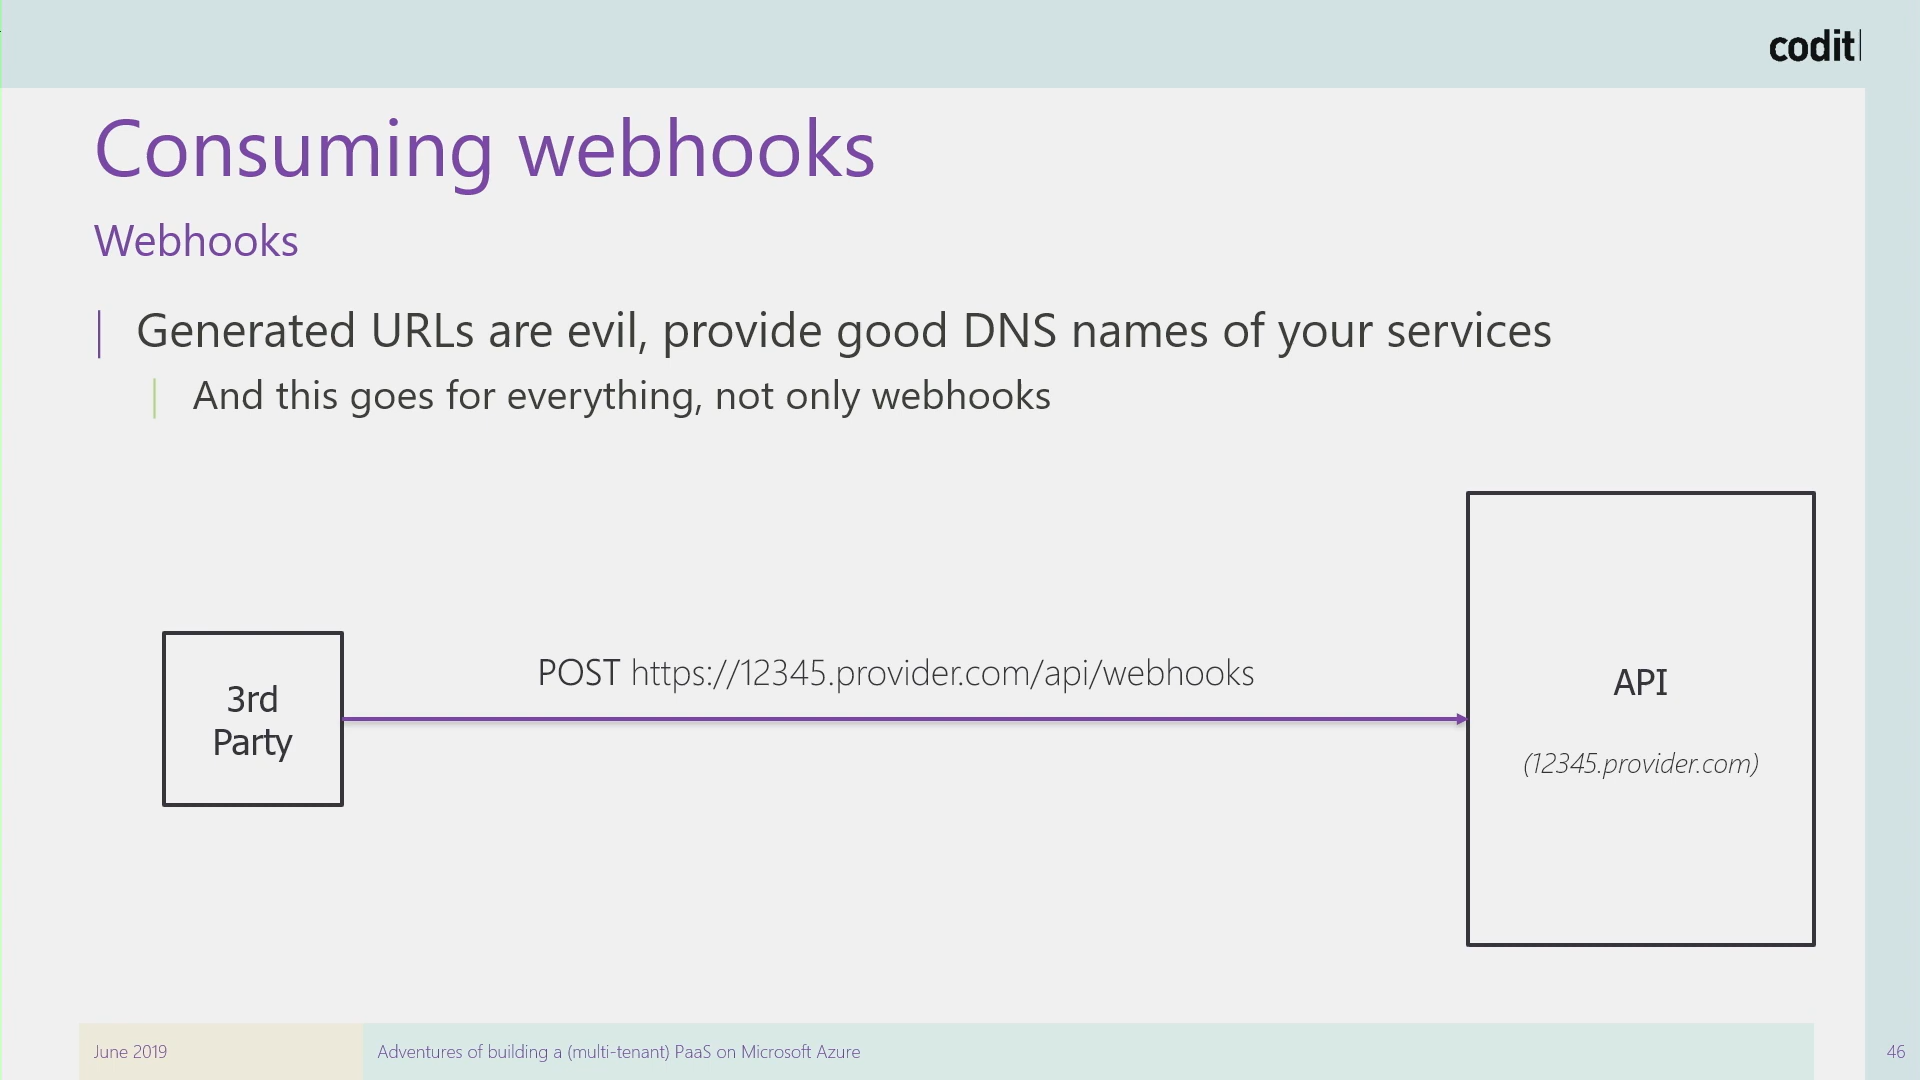 codit
Consuming webhooks
Webhooks
Generated URLs are evil, provide good DNS names of your services
And this goes for everything, not only webhooks
3rd
Party
POST https://12345.provider.com/api/webhooks
API
(12345.provider.com)
June 2019
Adventures of building a (multi-tenant) PaaS on Microsoft Azure
46